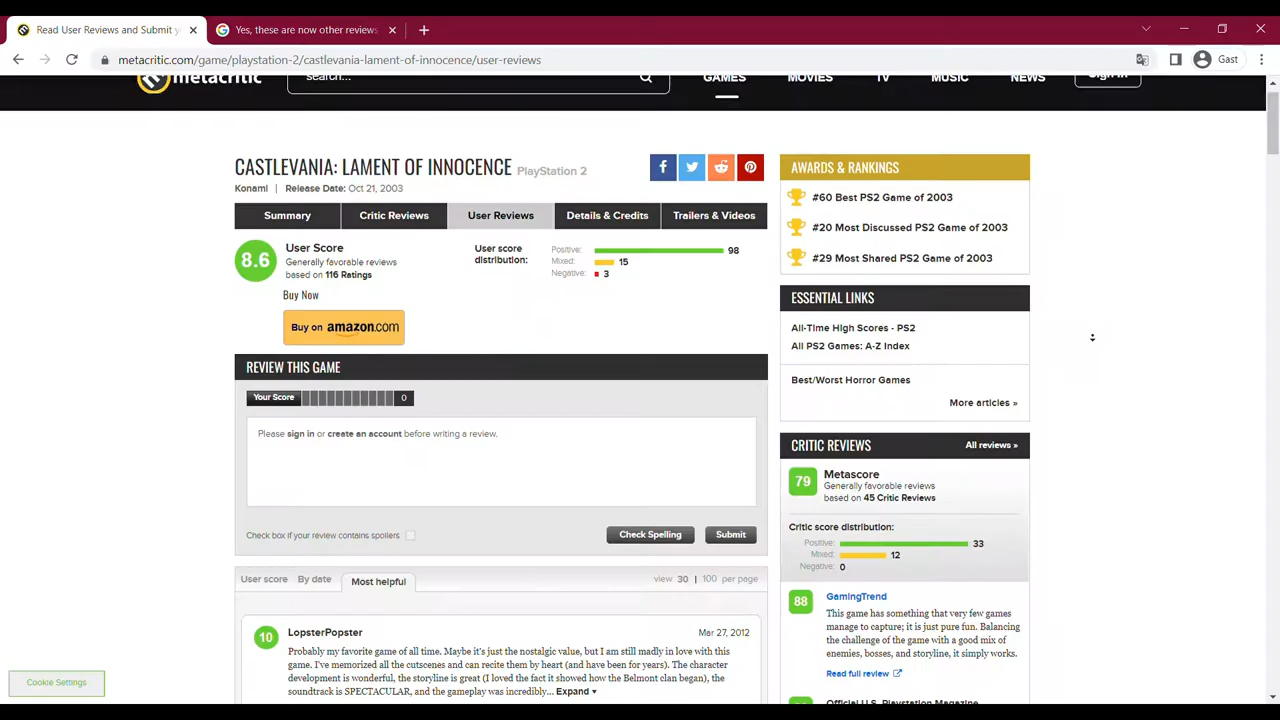 Read User Reviews and Submit y
Yes, these are now other reviews
metacritic.com/game/playstation-2/castlevania-lament-of-innocence/user-reviews
Gast
metacritic
search...
GAMES
MOVIES
TV
MUSIC
NEWS
Sign In
CASTLEVANIA: LAMENT OF INNOCENCE PlayStation 2
Konami | Release Date: Oct 21, 2003
Summary
Critic Reviews
User Reviews
Details & Credits
Trailers & Videos
8.6
User Score
Generally favorable reviews
based on 116 Ratings
User score
distribution:
Positive: 98
Mixed: 15
Negative: 3
Buy Now
Buy on amazon.com
REVIEW THIS GAME
Your Score 0
Please sign in or create an account before writing a review.
Check box if your review contains spoilers
Check Spelling
Submit
User score
By date
Most helpful
view 30 | 100 per page
10
LopsterPopster
Mar 27, 2012
Probably my favorite game of all time. Maybe it's just the nostalgic value, but I am still madly in love with this
game. I've memorized all the cutscenes and can recite them by heart (and have been for years). The character
development is wonderful, the storyline is great (I loved the fact it showed how the Belmont clan began), the
soundtrack is SPECTACULAR, and the gameplay was incredibly... Expand
AWARDS & RANKINGS
#60 Best PS2 Game of 2003
#20 Most Discussed PS2 Game of 2003
#29 Most Shared PS2 Game of 2003
ESSENTIAL LINKS
All-Time High Scores - PS2
All PS2 Games: A-Z Index
Best/Worst Horror Games
More articles »
CRITIC REVIEWS
All reviews »
79
Metascore
Generally favorable reviews
based on 45 Critic Reviews
Critic score distribution:
Positive: 33
Mixed: 12
Negative: 0
88
GamingTrend
This game has something that very few games
manage to capture; it is just pure fun. Balancing
the challenge of the game with a good mix of
enemies, bosses, and storyline, it simply works.
Read full review
Official U.S. Playstation Magazine
Cookie Settings